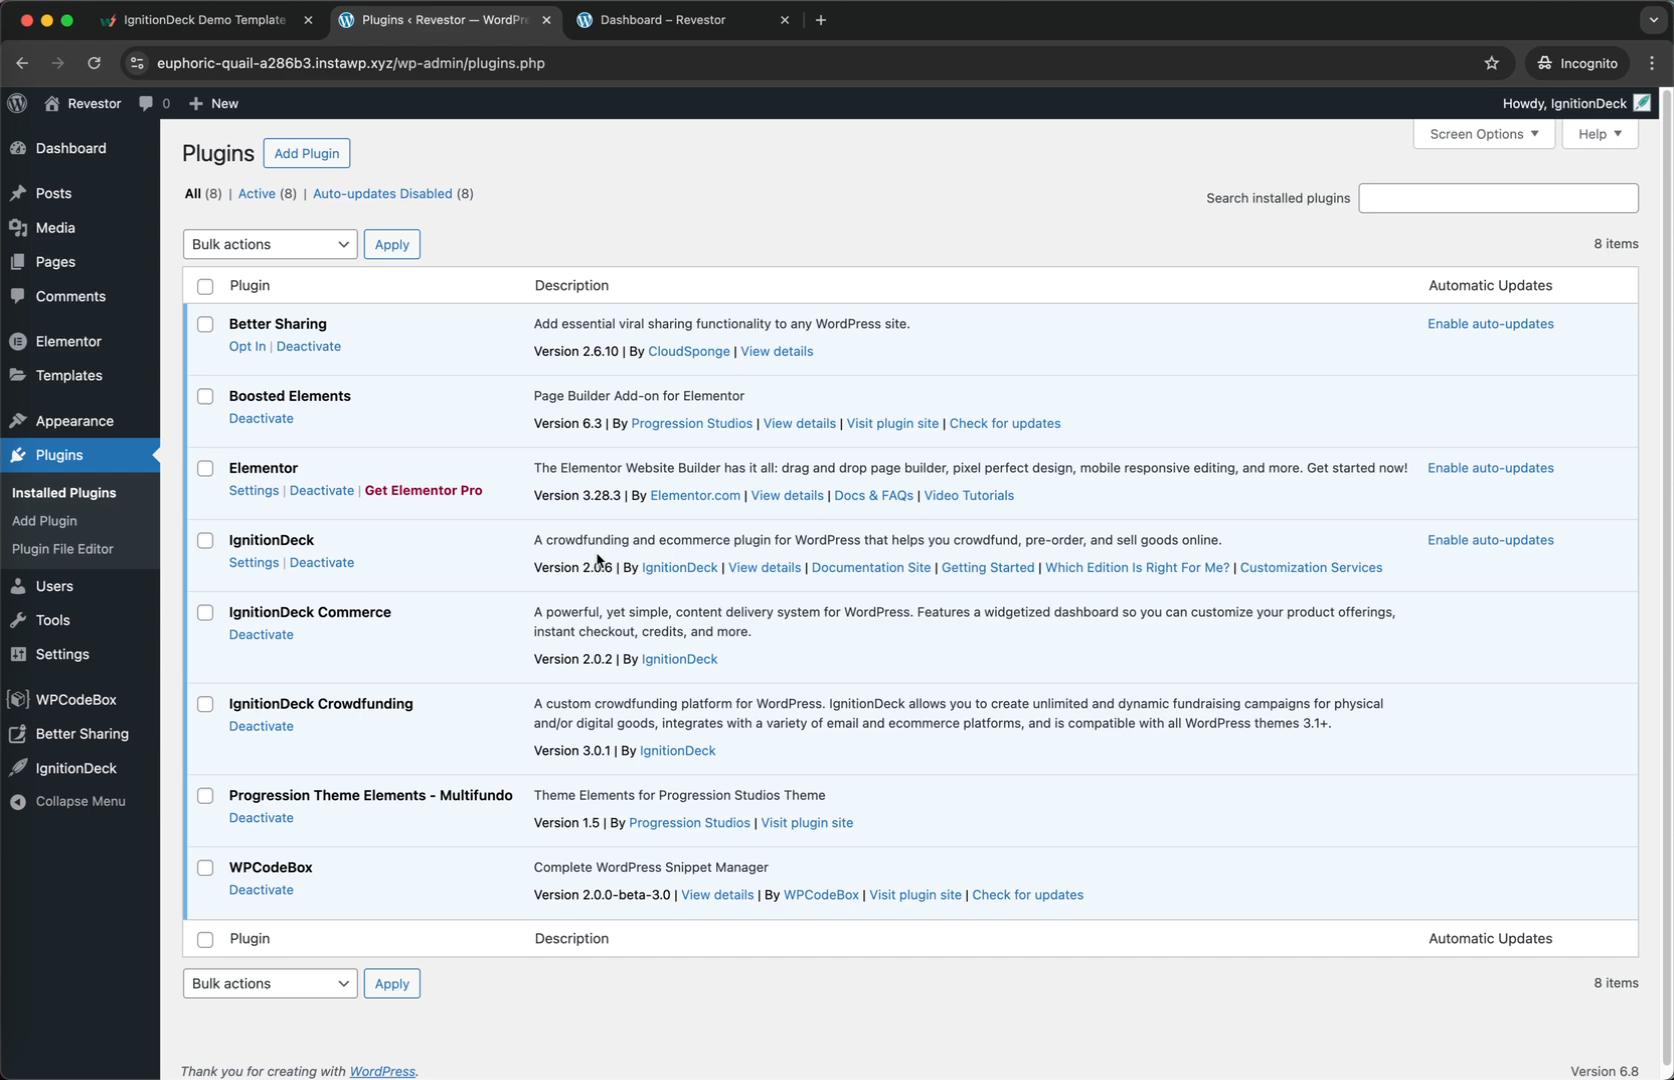 IgnitionDeck Demo Template
Plugins ‹ Revestor — WordPre
Dashboard – Revestor
euphoric-quail-a286b3.instawp.xyz/wp-admin/plugins.php
Incognito
Revestor
0
New
Howdy, IgnitionDeck
Dashboard
Posts
Media
Pages
Comments
Elementor
Templates
Appearance
Plugins
Installed Plugins
Add Plugin
Plugin File Editor
Users
Tools
Settings
WPCodeBox
Better Sharing
IgnitionDeck
Collapse Menu
Screen Options
Help
Plugins
Add Plugin
All (8) | Active (8) | Auto-updates Disabled (8)
Search installed plugins
Bulk actions
Apply
8 items
Plugin
Description
Automatic Updates
Better Sharing
Opt In | Deactivate
Add essential viral sharing functionality to any WordPress site.
Version 2.6.10 | By CloudSponge | View details
Enable auto-updates
Boosted Elements
Deactivate
Page Builder Add-on for Elementor
Version 6.3 | By Progression Studios | View details | Visit plugin site | Check for updates
Elementor
Settings | Deactivate | Get Elementor Pro
The Elementor Website Builder has it all: drag and drop page builder, pixel perfect design, mobile responsive editing, and more. Get started now!
Version 3.28.3 | By Elementor.com | View details | Docs & FAQs | Video Tutorials
Enable auto-updates
IgnitionDeck
Settings | Deactivate
A crowdfunding and ecommerce plugin for WordPress that helps you crowdfund, pre-order, and sell goods online.
Version 2.0.6 | By IgnitionDeck | View details | Documentation Site | Getting Started | Which Edition Is Right For Me? | Customization Services
Enable auto-updates
IgnitionDeck Commerce
Deactivate
A powerful, yet simple, content delivery system for WordPress. Features a widgetized dashboard so you can customize your product offerings,
instant checkout, credits, and more.
Version 2.0.2 | By IgnitionDeck
IgnitionDeck Crowdfunding
Deactivate
A custom crowdfunding platform for WordPress. IgnitionDeck allows you to create unlimited and dynamic fundraising campaigns for physical
and/or digital goods, integrates with a variety of email and ecommerce platforms, and is compatible with all WordPress themes 3.1+.
Version 3.0.1 | By IgnitionDeck
Progression Theme Elements - Multifundo
Deactivate
Theme Elements for Progression Studios Theme
Version 1.5 | By Progression Studios | Visit plugin site
WPCodeBox
Deactivate
Complete WordPress Snippet Manager
Version 2.0.0-beta-3.0 | View details | By WPCodeBox | Visit plugin site | Check for updates
Plugin
Description
Automatic Updates
Bulk actions
Apply
8 items
Thank you for creating with WordPress.
Version 6.8